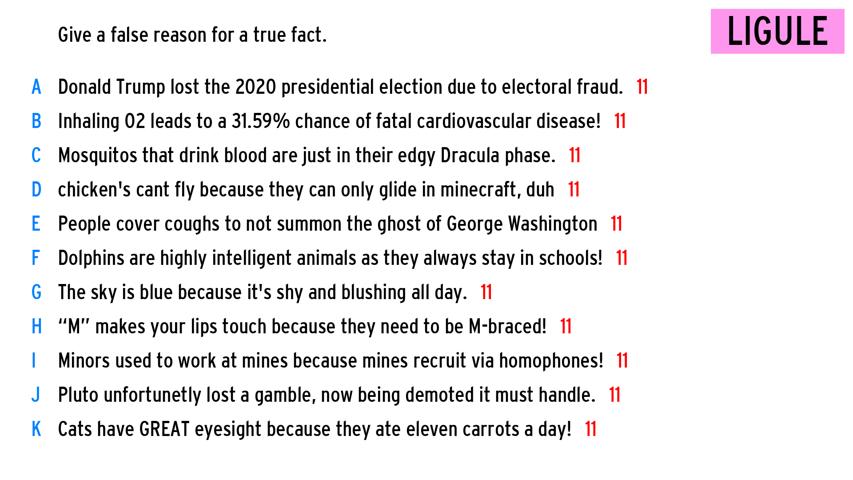 Give a false reason for a true fact.
LIGULE
A Donald Trump lost the 2020 presidential election due to electoral fraud. 11
B Inhaling O2 leads to a 31.59% chance of fatal cardiovascular disease! 11
C Mosquitos that drink blood are just in their edgy Dracula phase. 11
D chicken's cant fly because they can only glide in minecraft, duh 11
E People cover coughs to not summon the ghost of George Washington 11
F Dolphins are highly intelligent animals as they always stay in schools! 11
G The sky is blue because it's shy and blushing all day. 11
H “M” makes your lips touch because they need to be M-braced! 11
I Minors used to work at mines because mines recruit via homophones! 11
J Pluto unfortunetly lost a gamble, now being demoted it must handle. 11
K Cats have GREAT eyesight because they ate eleven carrots a day! 11